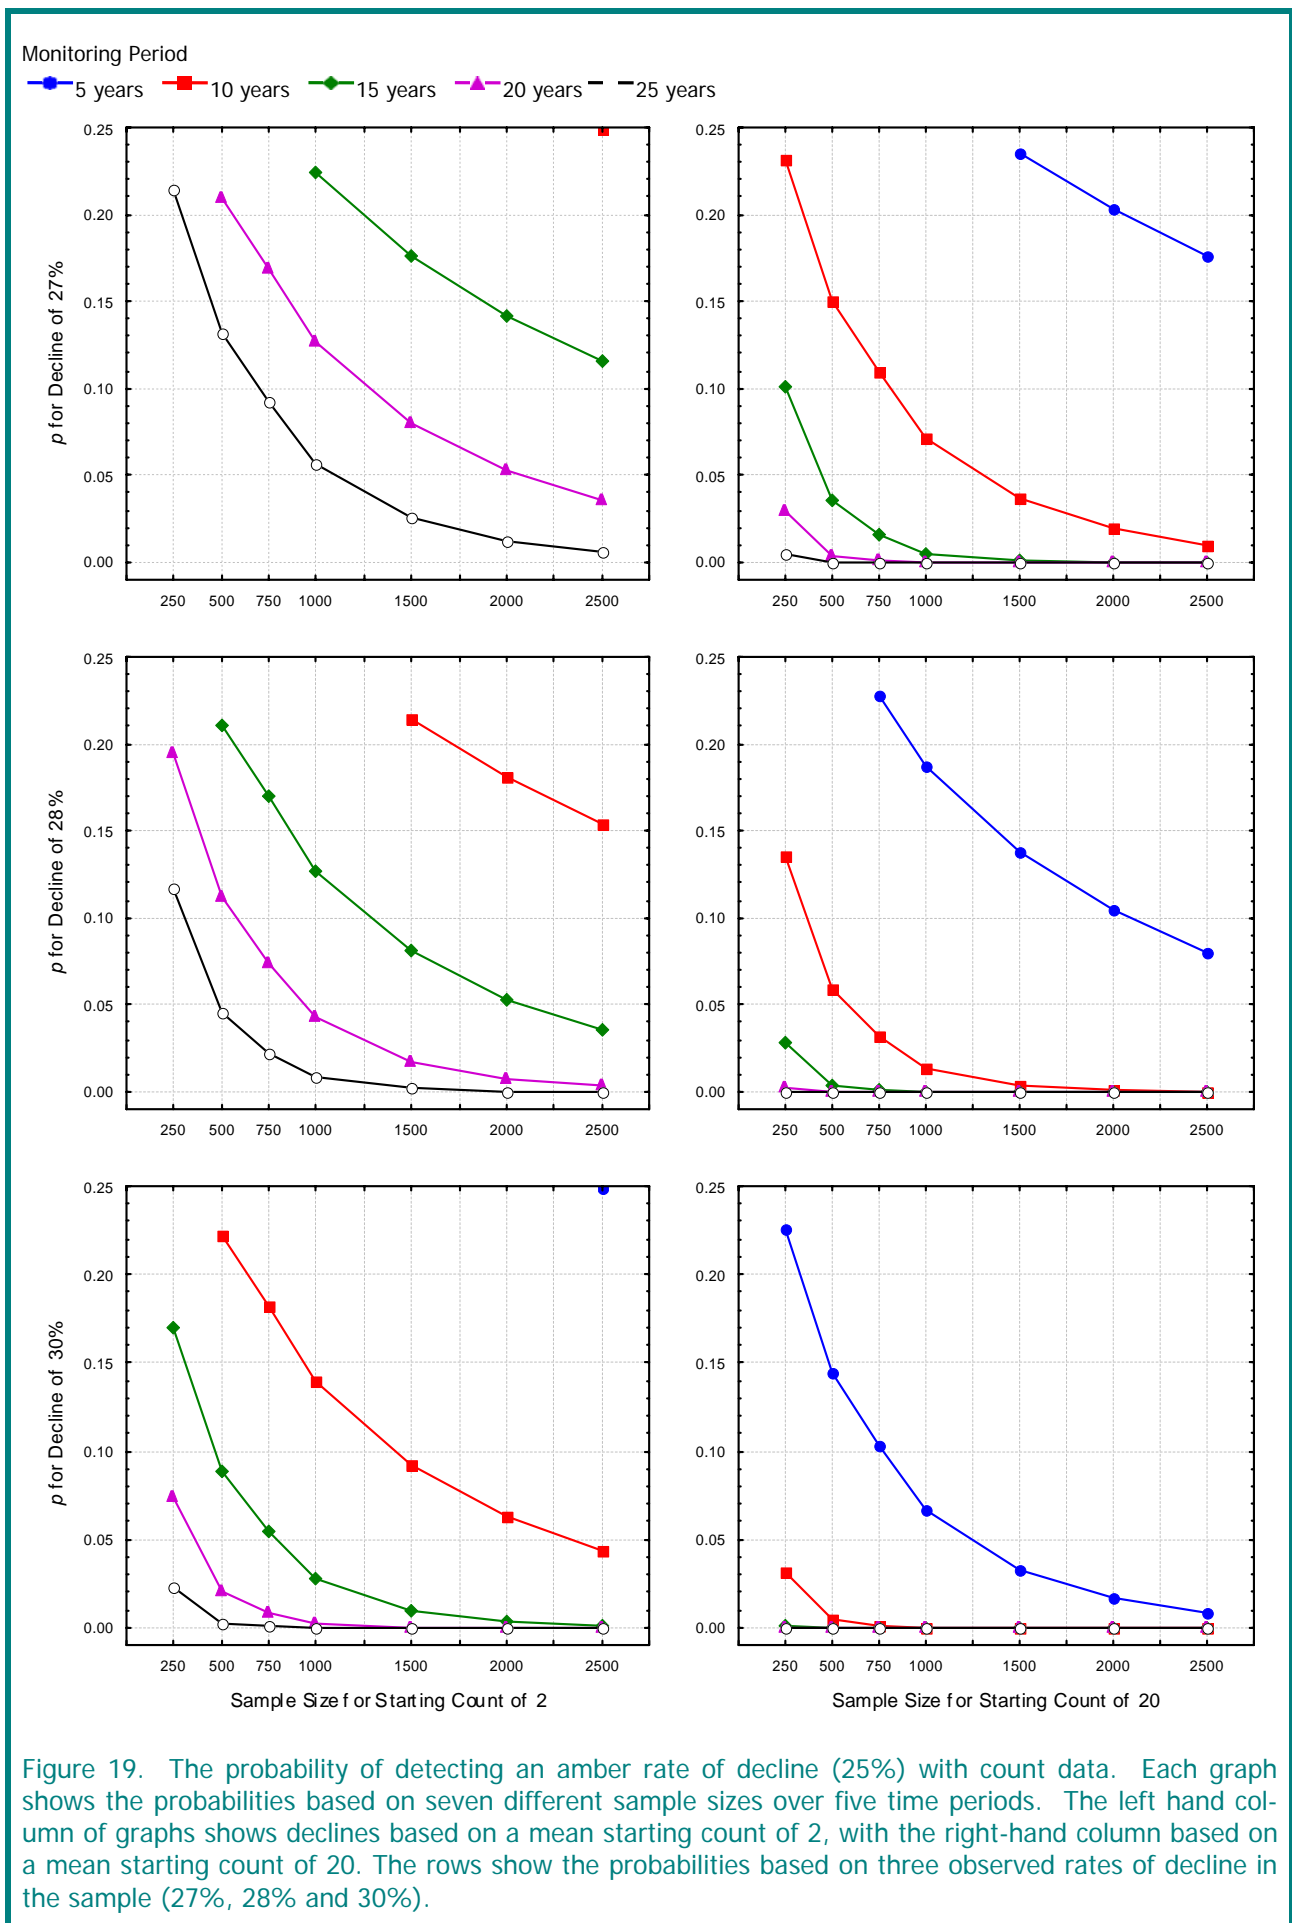 Monitoring Period
5 years 10 years 15 years 20 years 25 years
p for Decline of 27%
0.25
0.20
0.15
0.10
0.05
0.00
250 500 750 1000 1500 2000 2500
0.25
0.20
0.15
0.10
0.05
0.00
250 500 750 1000 1500 2000 2500
p for Decline of 28%
0.25
0.20
0.15
0.10
0.05
0.00
250 500 750 1000 1500 2000 2500
0.25
0.20
0.15
0.10
0.05
0.00
250 500 750 1000 1500 2000 2500
p for Decline of 30%
0.25
0.20
0.15
0.10
0.05
0.00
250 500 750 1000 1500 2000 2500
Sample Size for Starting Count of 2
0.25
0.20
0.15
0.10
0.05
0.00
250 500 750 1000 1500 2000 2500
Sample Size for Starting Count of 20
Figure 19. The probability of detecting an amber rate of decline (25%) with count data. Each graph
shows the probabilities based on seven different sample sizes over five time periods. The left hand col-
umn of graphs shows declines based on a mean starting count of 2, with the right-hand column based on
a mean starting count of 20. The rows show the probabilities based on three observed rates of decline in
the sample (27%, 28% and 30%).